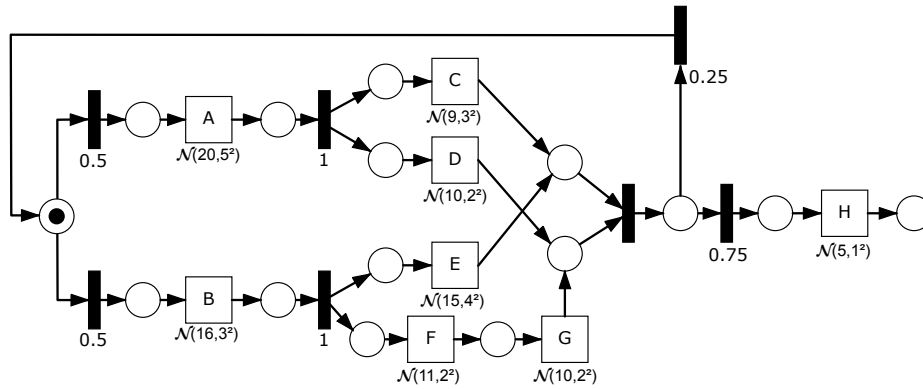 0.25
C
A
𝒩(9,3²)
0.5
𝒩(20,5²)
1
D
𝒩(10,2²)
E
H
B
𝒩(15,4²)
0.75
𝒩(5,1²)
0.5
𝒩(16,3²)
1
F
G
𝒩(11,2²)
𝒩(10,2²)